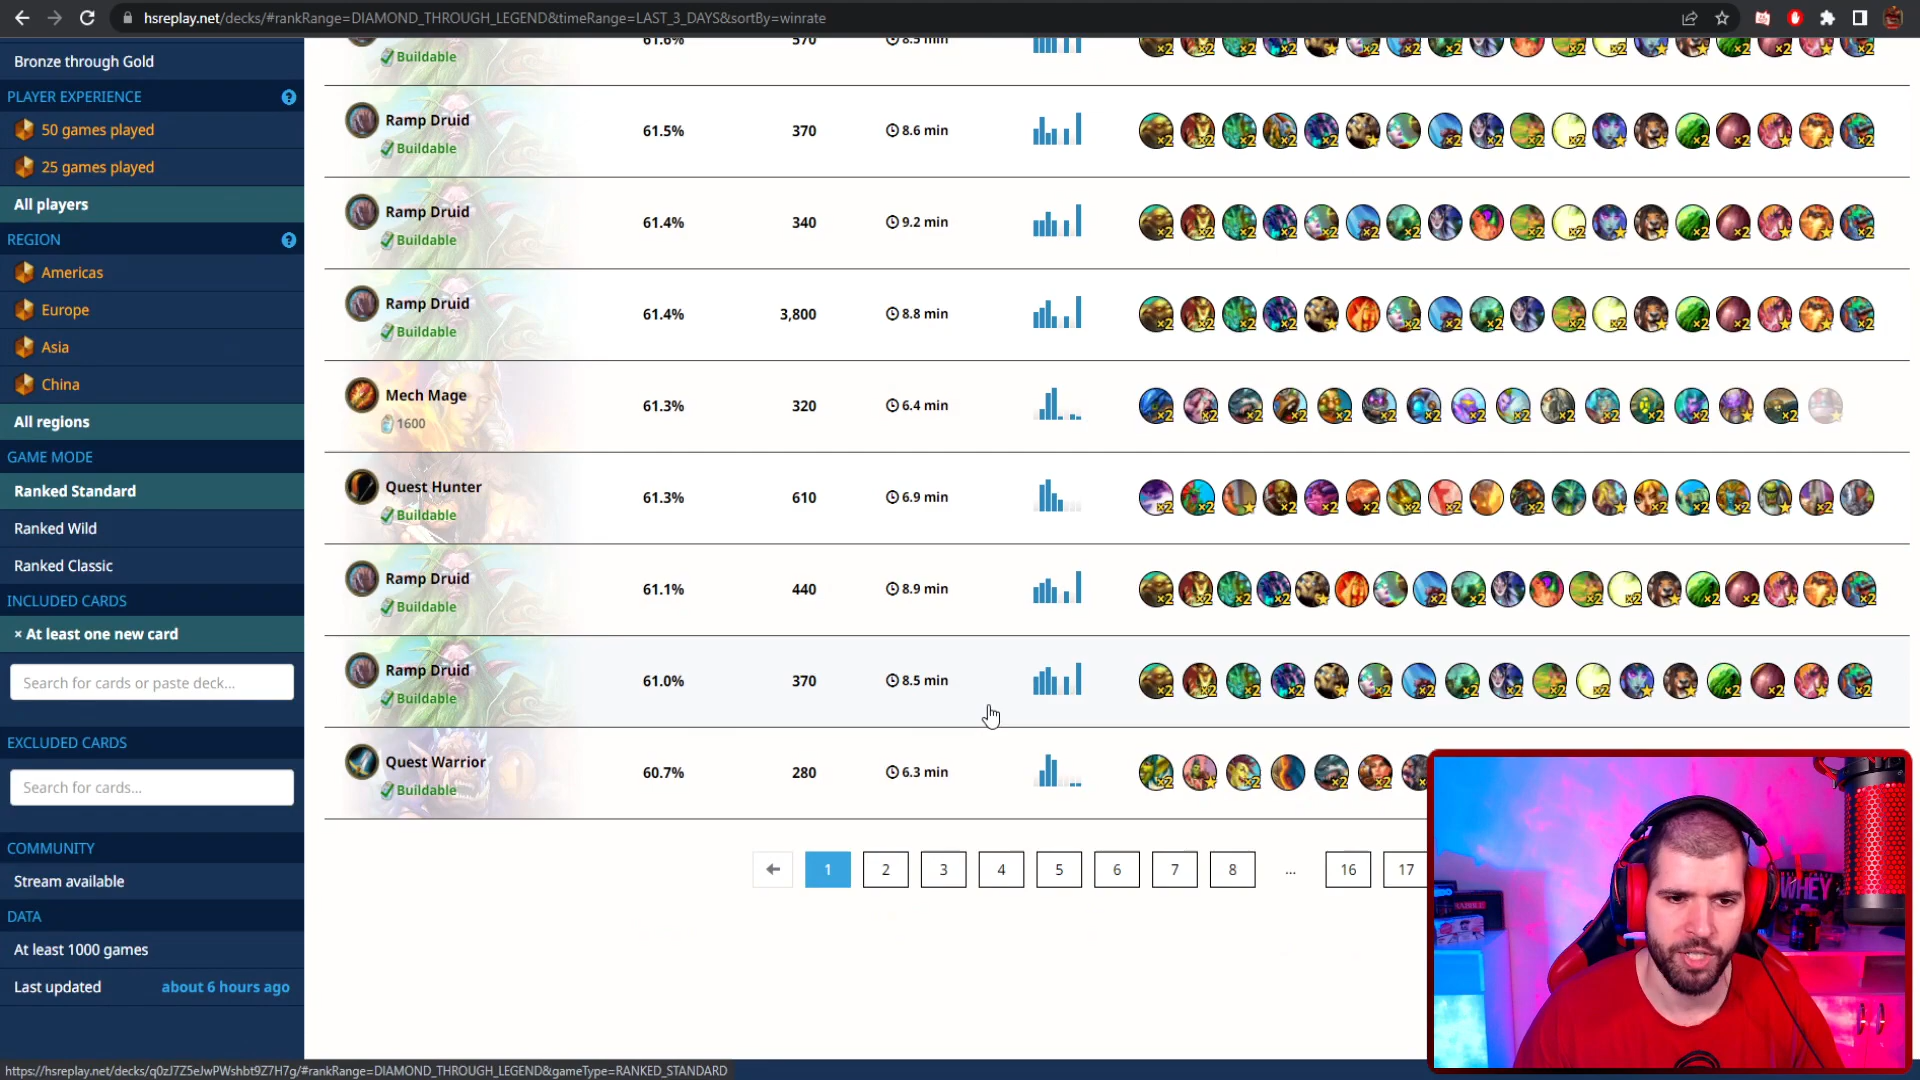 hsreplay.net/decks/#rankRange=DIAMOND_THROUGH_LEGEND&timeRange=LAST_3_DAYS&sortBy=winrate
Bronze through Gold
PLAYER EXPERIENCE
50 games played
25 games played
All players
REGION
Americas
Europe
Asia
China
All regions
GAME MODE
Ranked Standard
Ranked Wild
Ranked Classic
INCLUDED CARDS
× At least one new card
Search for cards or paste deck...
EXCLUDED CARDS
Search for cards...
COMMUNITY
Stream available
DATA
At least 1000 games
Last updated about 6 hours ago
61.6% 570 8.5 min
Buildable
Ramp Druid 61.5% 370 8.6 min
Buildable
Ramp Druid 61.4% 340 9.2 min
Buildable
Ramp Druid 61.4% 3,800 8.8 min
Buildable
Mech Mage 61.3% 320 6.4 min
1600
Quest Hunter 61.3% 610 6.9 min
Buildable
Ramp Druid 61.1% 440 8.9 min
Buildable
Ramp Druid 61.0% 370 8.5 min
Buildable
Quest Warrior 60.7% 280 6.3 min
Buildable
1 2 3 4 5 6 7 8 ... 16 17
WHEY
https://hsreplay.net/decks/q0zJ7Z5eJwPWshbt9Z7H7g/#rankRange=DIAMOND_THROUGH_LEGEND&gameType=RANKED_STANDARD